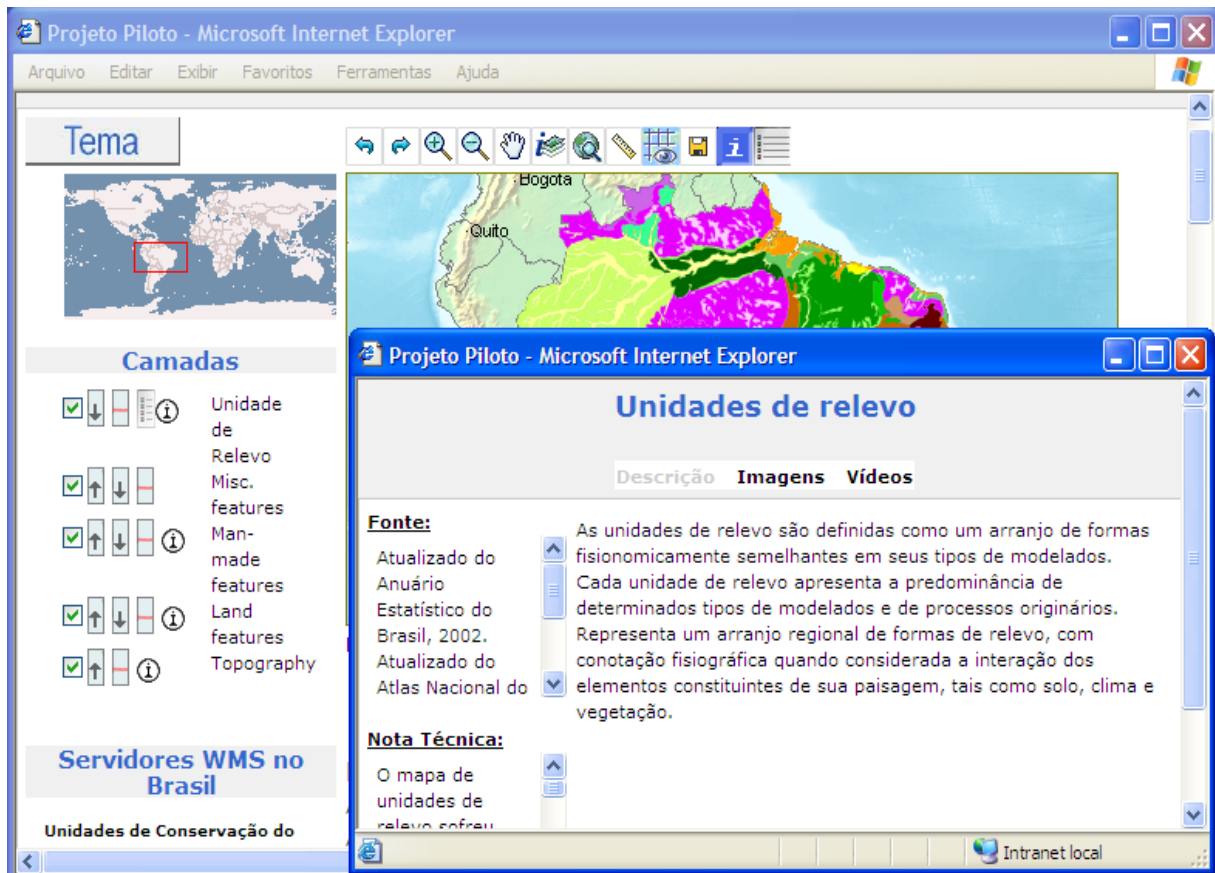 Projeto Piloto - Microsoft Internet Explorer
Arquivo Editar Exibir Favoritos Ferramentas Ajuda
Tema
Bogota
Quito
Camadas
Unidade
de
Relevo
Misc.
features
Man-
made
features
Land
features
Topography
Servidores WMS no
Brasil
Unidades de Conservação do
Projeto Piloto - Microsoft Internet Explorer
Unidades de relevo
Descrição Imagens Vídeos
Fonte:
Atualizado do
Anuário
Estatístico do
Brasil, 2002.
Atualizado do
Atlas Nacional do
Nota Técnica:
O mapa de
unidades de
relevo sofreu
As unidades de relevo são definidas como um arranjo de formas
fisionomicamente semelhantes em seus tipos de modelados.
Cada unidade de relevo apresenta a predominância de
determinados tipos de modelados e de processos originários.
Representa um arranjo regional de formas de relevo, com
conotação fisiográfica quando considerada a interação dos
elementos constituintes de sua paisagem, tais como solo, clima e
vegetação.
Intranet local